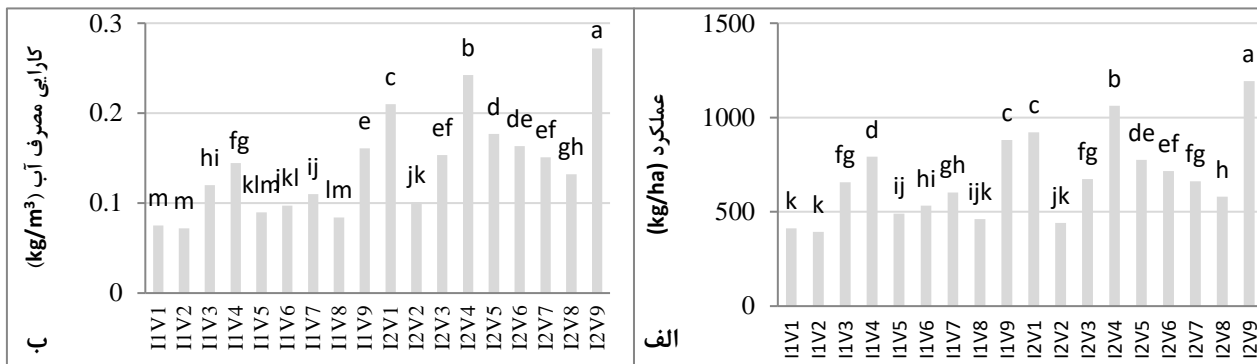 کارایی مصرف آب (kg/m³)
0.3
0.2
0.1
0
m m hi fg klm jkl ij lm e c jk ef b d de ef gh a
I1V1 I1V2 I1V3 I1V4 I1V5 I1V6 I1V7 I1V8 I1V9 I2V1 I2V2 I2V3 I2V4 I2V5 I2V6 I2V7 I2V8 I2V9
ب
عملکرد (kg/ha)
1500
1000
500
0
k k fg d ij hi gh ijk c c jk fg b de ef fg h a
I1V1 I1V2 I1V3 I1V4 I1V5 I1V6 I1V7 I1V8 I1V9 I2V1 I2V2 I2V3 I2V4 I2V5 I2V6 I2V7 I2V8 I2V9
الف